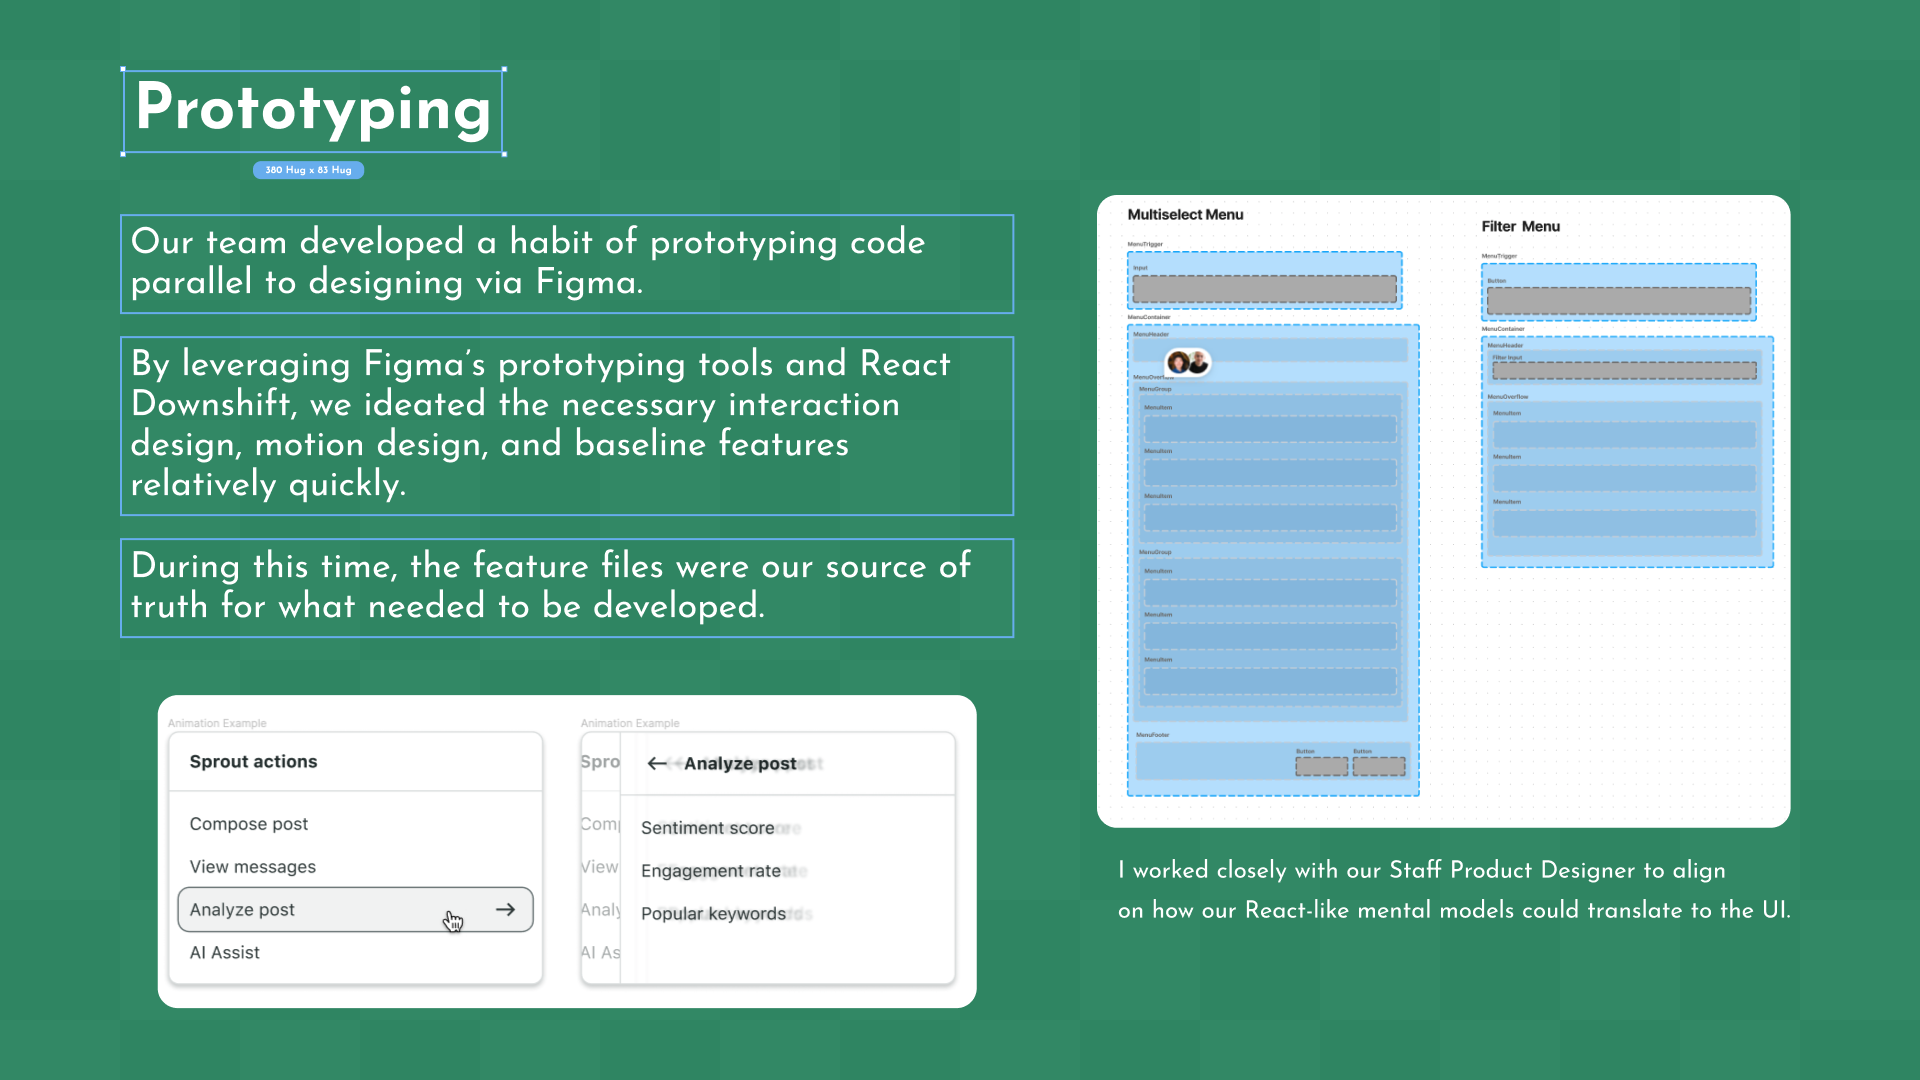 Prototyping
380 Hug x 83 Hug
Our team developed a habit of prototyping code
parallel to designing via Figma.
By leveraging Figma's prototyping tools and React
Downshift, we ideated the necessary interaction
design, motion design, and baseline features
relatively quickly.
During this time, the feature files were our source of
truth for what needed to be developed.
Animation Example
Sprout actions
Compose post
View messages
Analyze post
AI Assist
Animation Example
Spro
Analyze post
Com
Sentiment score
View
Engagement rate
Analy
Popular keywords
AI As
Multiselect Menu
MenuTrigger
Input
MenuContainer
MenuHeader
MenuOverflow
MenuGroup
MenuItem
MenuItem
MenuItem
MenuGroup
MenuItem
MenuItem
MenuItem
MenuFooter
Button
Button
Filter Menu
MenuTrigger
Button
MenuContainer
MenuHeader
Filter Input
MenuOverflow
MenuItem
MenuItem
MenuItem
I worked closely with our Staff Product Designer to align
on how our React-like mental models could translate to the UI.